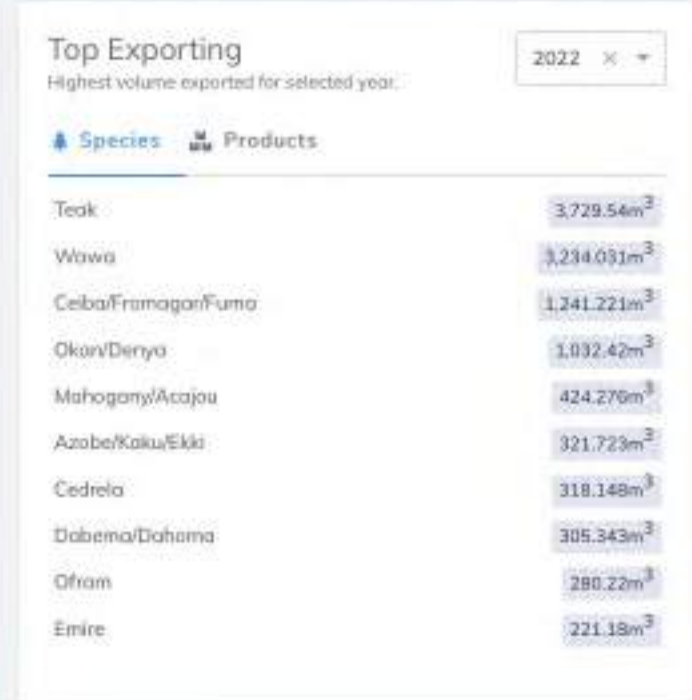 Top Exporting
2022
Highest volume exported for selected year.
Species Products
Teak 3,729.54m³
Wawa 3,234.031m³
Ceiba/Fromagar/Fuma 1,241.221m³
Okan/Denya 1,032.42m³
Mahogany/Acajou 424.276m³
Azobe/Kaku/Ekki 321.723m³
Cedrela 318.148m³
Dabema/Dahoma 305.343m³
Ofram 280.22m³
Emire 221.18m³